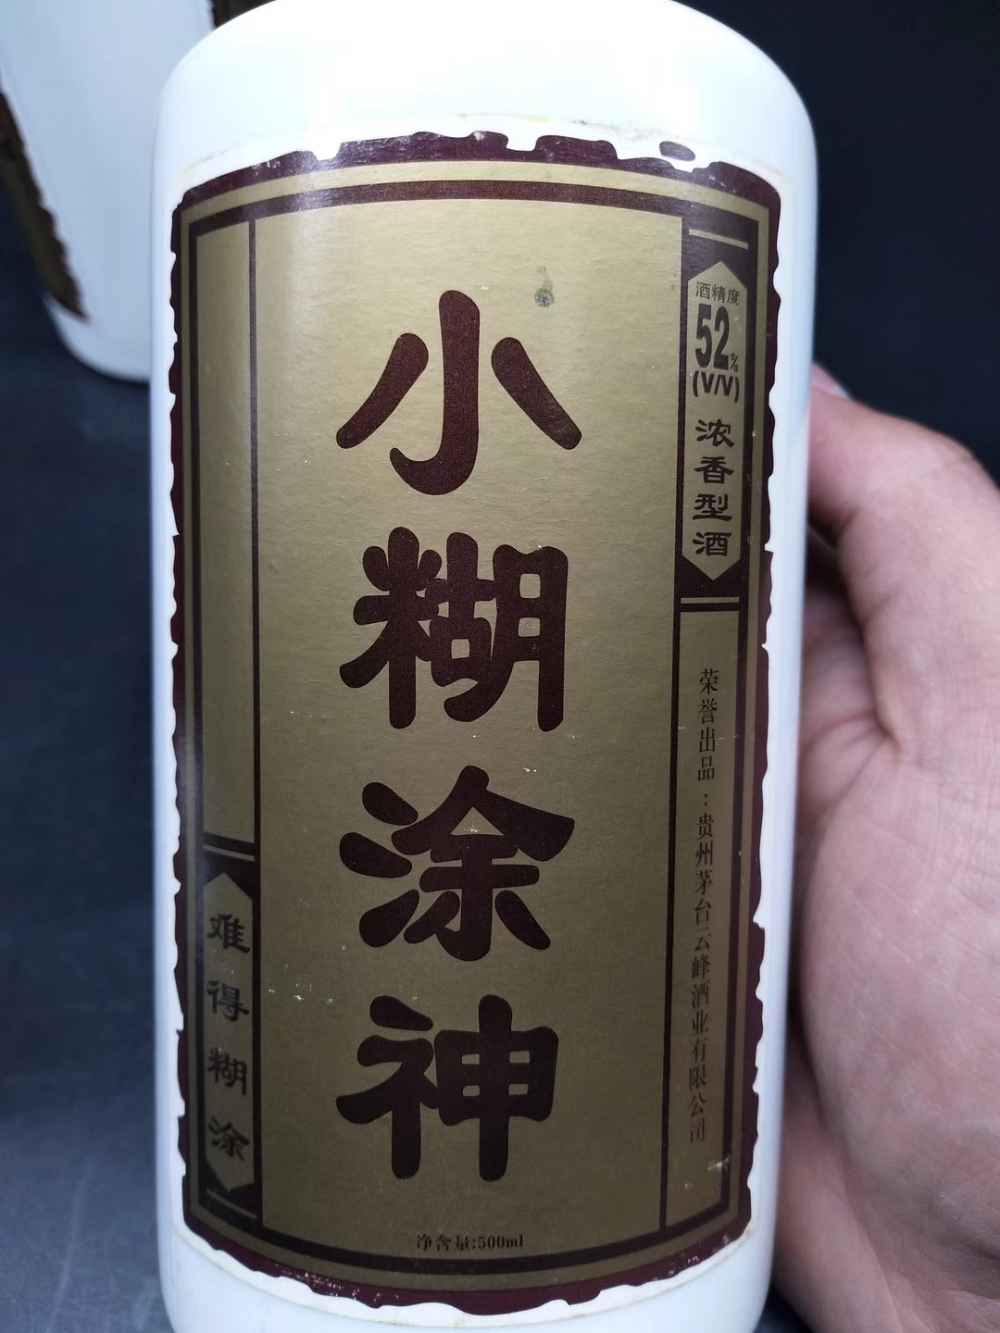 小糊涂神
酒精度
52%
(V/V)
浓香型酒
荣誉出品：贵州茅台云峰酒业有限公司
难得糊涂
净含量:500ml